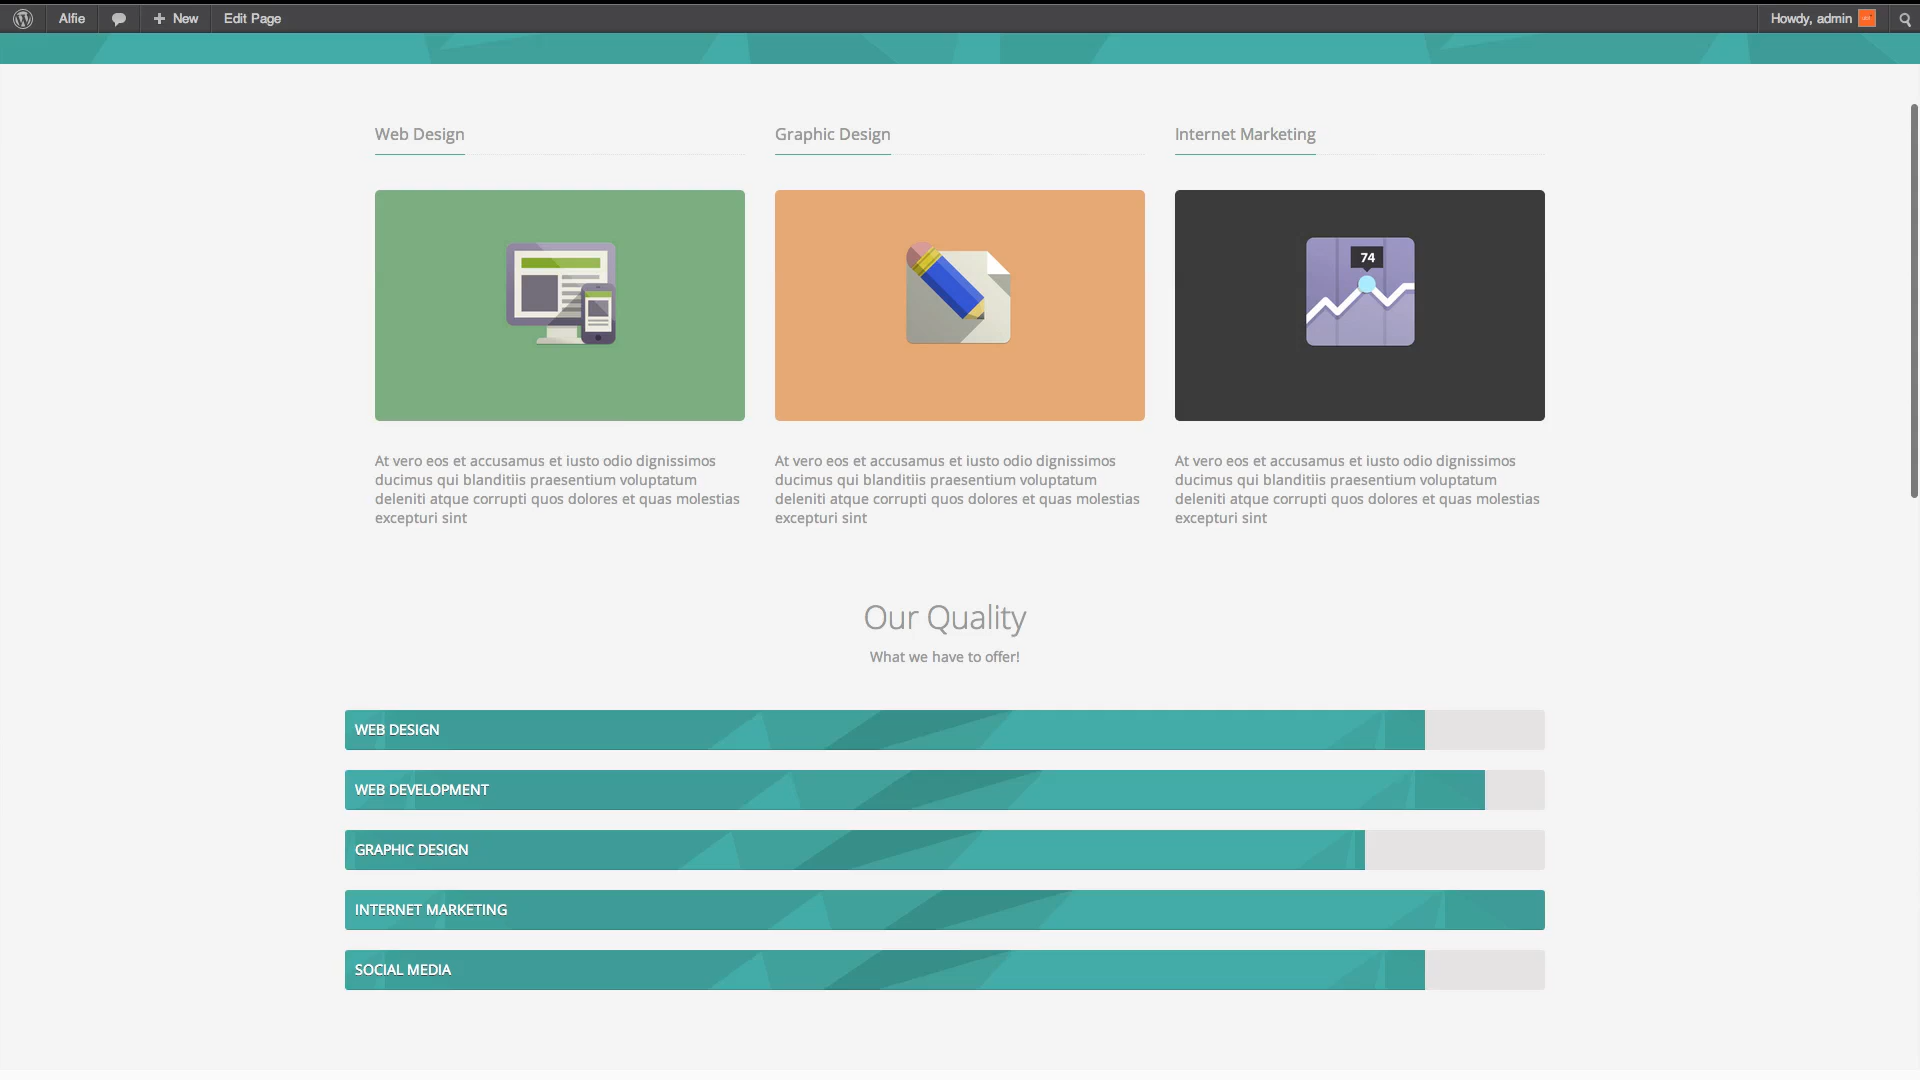 Alfie
New
Edit Page
Howdy, admin
Web Design
Graphic Design
Internet Marketing
74
At vero eos et accusamus et iusto odio dignissimos
ducimus qui blanditiis praesentium voluptatum
deleniti atque corrupti quos dolores et quas molestias
excepturi sint
At vero eos et accusamus et iusto odio dignissimos
ducimus qui blanditiis praesentium voluptatum
deleniti atque corrupti quos dolores et quas molestias
excepturi sint
At vero eos et accusamus et iusto odio dignissimos
ducimus qui blanditiis praesentium voluptatum
deleniti atque corrupti quos dolores et quas molestias
excepturi sint
Our Quality
What we have to offer!
WEB DESIGN
WEB DEVELOPMENT
GRAPHIC DESIGN
INTERNET MARKETING
SOCIAL MEDIA